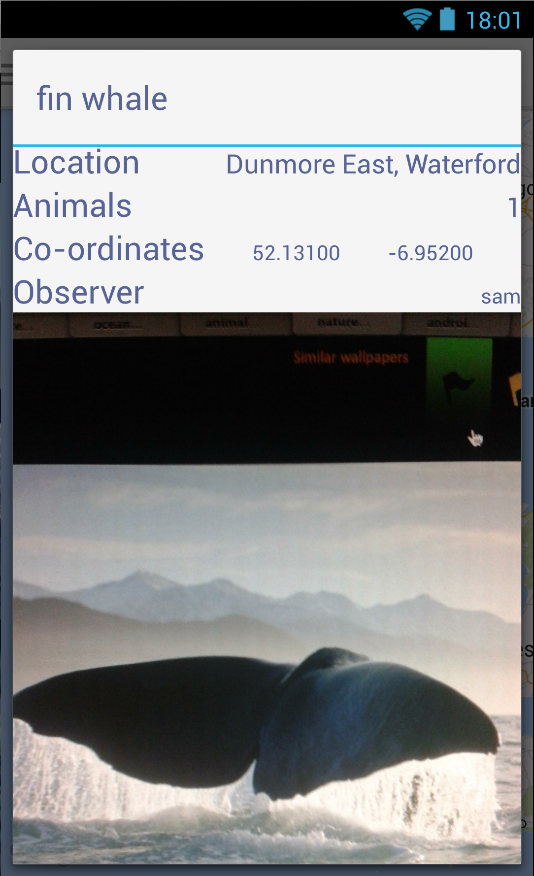 18:01
fin whale
Location Dunmore East, Waterford
Animals 1
Co-ordinates 52.13100 -6.95200
Observer sam
ocean... animal... nature... androi...
Similar wallpapers